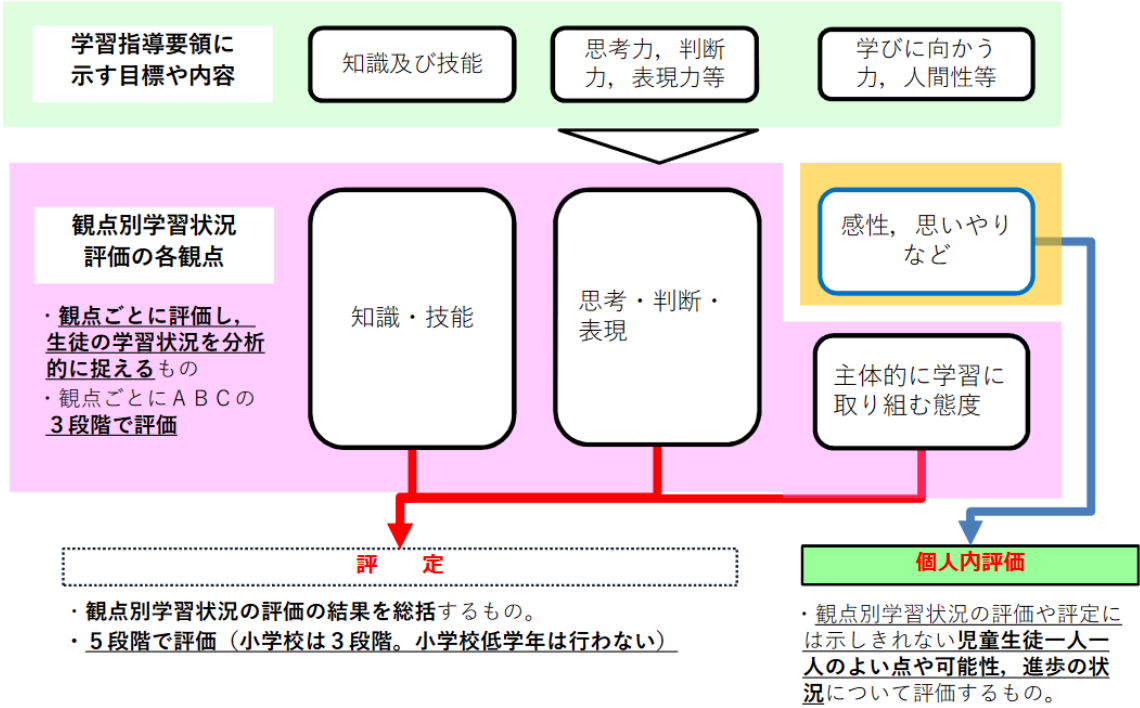 学習指導要領に
示す目標や内容
知識及び技能
思考力，判断
力，表現力等
学びに向かう
力，人間性等
観点別学習状況
評価の各観点
・観点ごとに評価し，
生徒の学習状況を分析
的に捉えるもの
・観点ごとにＡＢＣの
３段階で評価
知識・技能
思考・判断・
表現
感性，思いやり
など
主体的に学習に
取り組む態度
評　定
・観点別学習状況の評価の結果を総括するもの。
・５段階で評価（小学校は３段階。小学校低学年は行わない）
個人内評価
・観点別学習状況の評価や評定に
は示しきれない児童生徒一人一
人のよい点や可能性，進歩の状
況について評価するもの。